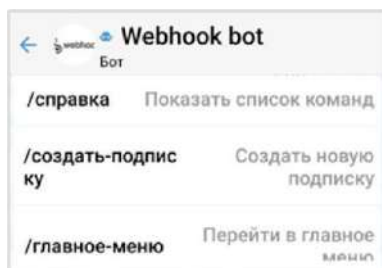 Webhook bot
Бот
/справка Показать список команд
/создать-подпис Создать новую
ку подписку
/главное-меню Перейти в главное
меню